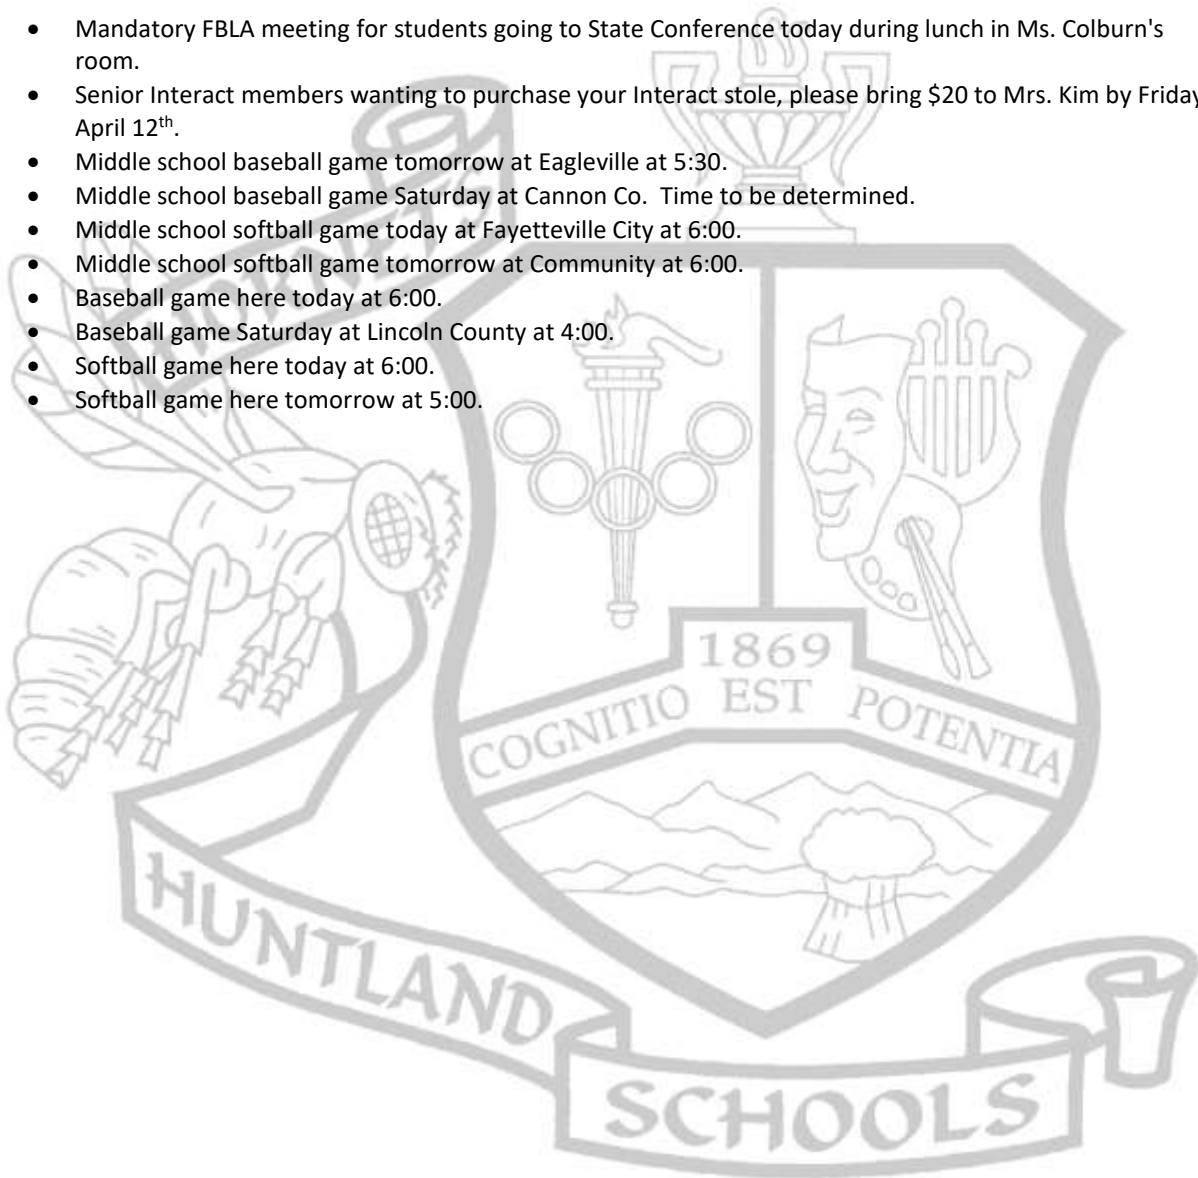 • Mandatory FBLA meeting for students going to State Conference today during lunch in Ms. Colburn's
room.
• Senior Interact members wanting to purchase your Interact stole, please bring $20 to Mrs. Kim by Friday
April 12th.
• Middle school baseball game tomorrow at Eagleville at 5:30.
• Middle school baseball game Saturday at Cannon Co.  Time to be determined.
• Middle school softball game today at Fayetteville City at 6:00.
• Middle school softball game tomorrow at Community at 6:00.
• Baseball game here today at 6:00.
• Baseball game Saturday at Lincoln County at 4:00.
• Softball game here today at 6:00.
• Softball game here tomorrow at 5:00.
HORNETS
1869
COGNITIO EST POTENTIA
HUNTLAND
SCHOOLS